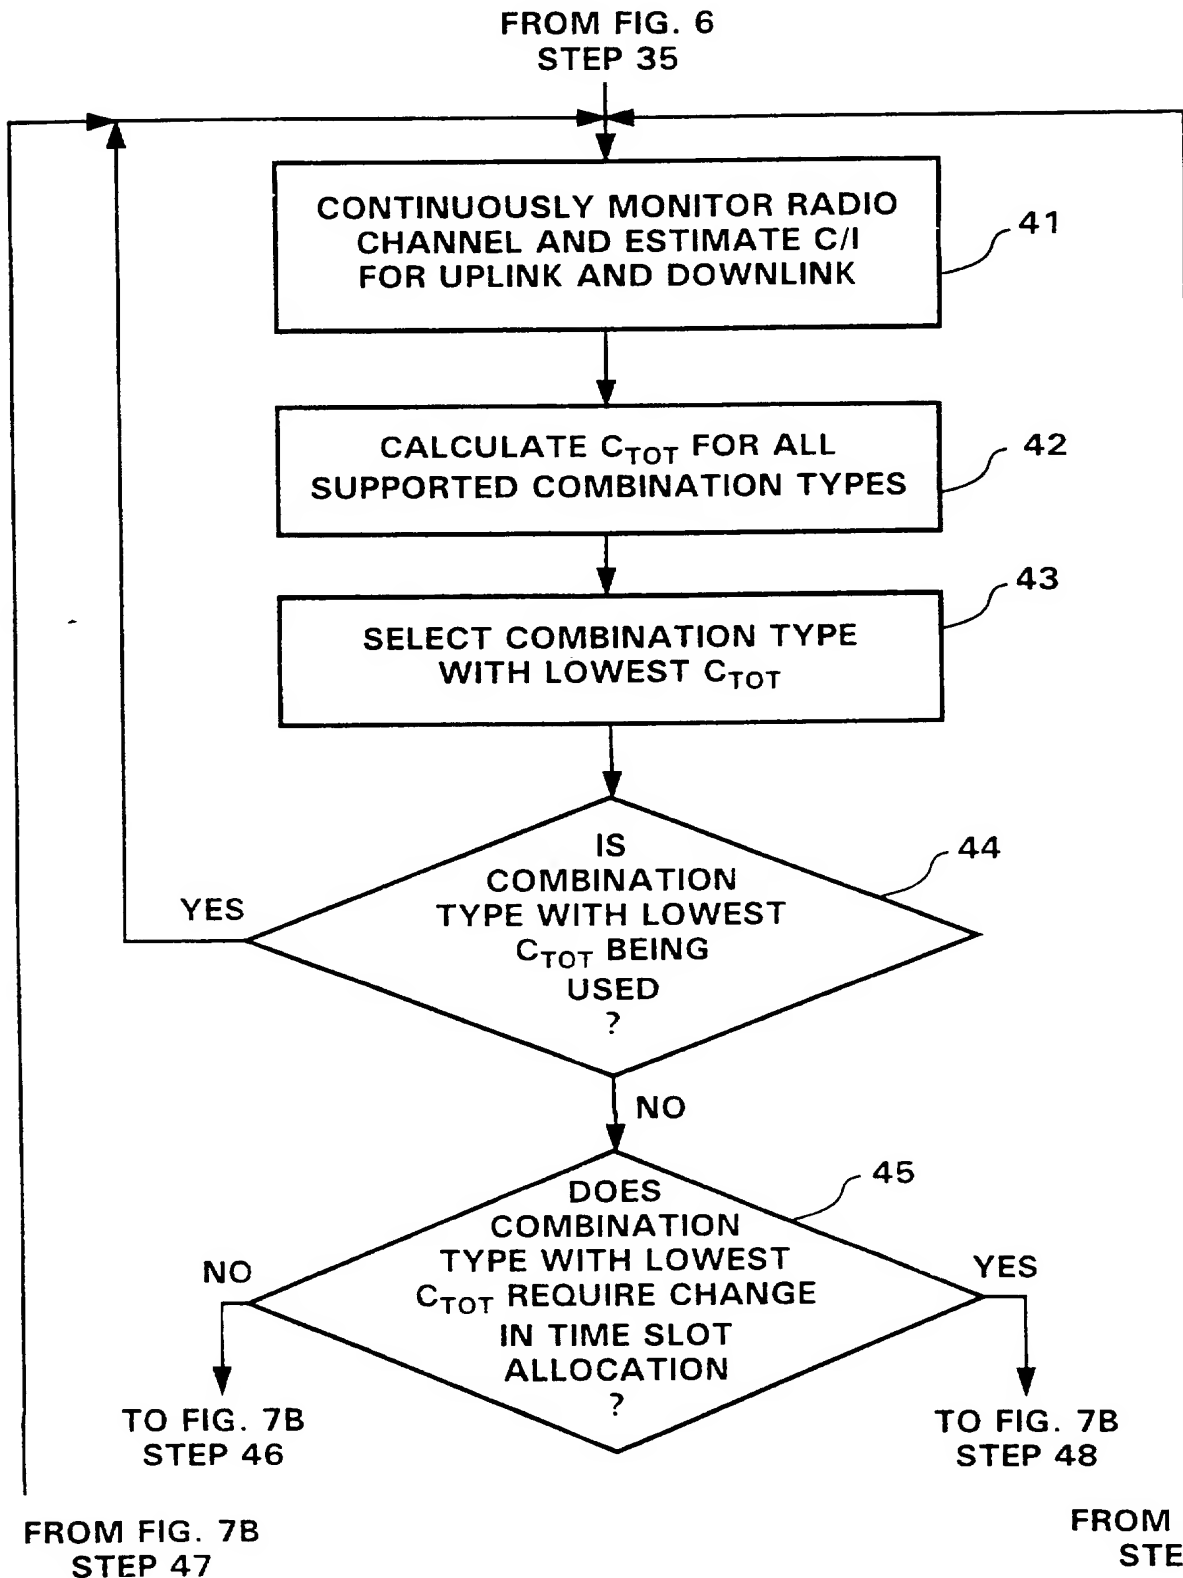 FROM FIG. 6
STEP 35
CONTINUOUSLY MONITOR RADIO
CHANNEL AND ESTIMATE C/I
FOR UPLINK AND DOWNLINK
41
CALCULATE CTOT FOR ALL
SUPPORTED COMBINATION TYPES
42
SELECT COMBINATION TYPE
WITH LOWEST CTOT
43
IS
COMBINATION
TYPE WITH LOWEST
CTOT BEING
USED
?
44
YES
NO
DOES
COMBINATION
TYPE WITH LOWEST
CTOT REQUIRE CHANGE
IN TIME SLOT
ALLOCATION
?
45
NO
YES
TO FIG. 7B
STEP 46
TO FIG. 7B
STEP 48
FROM FIG. 7B
STEP 47
FROM